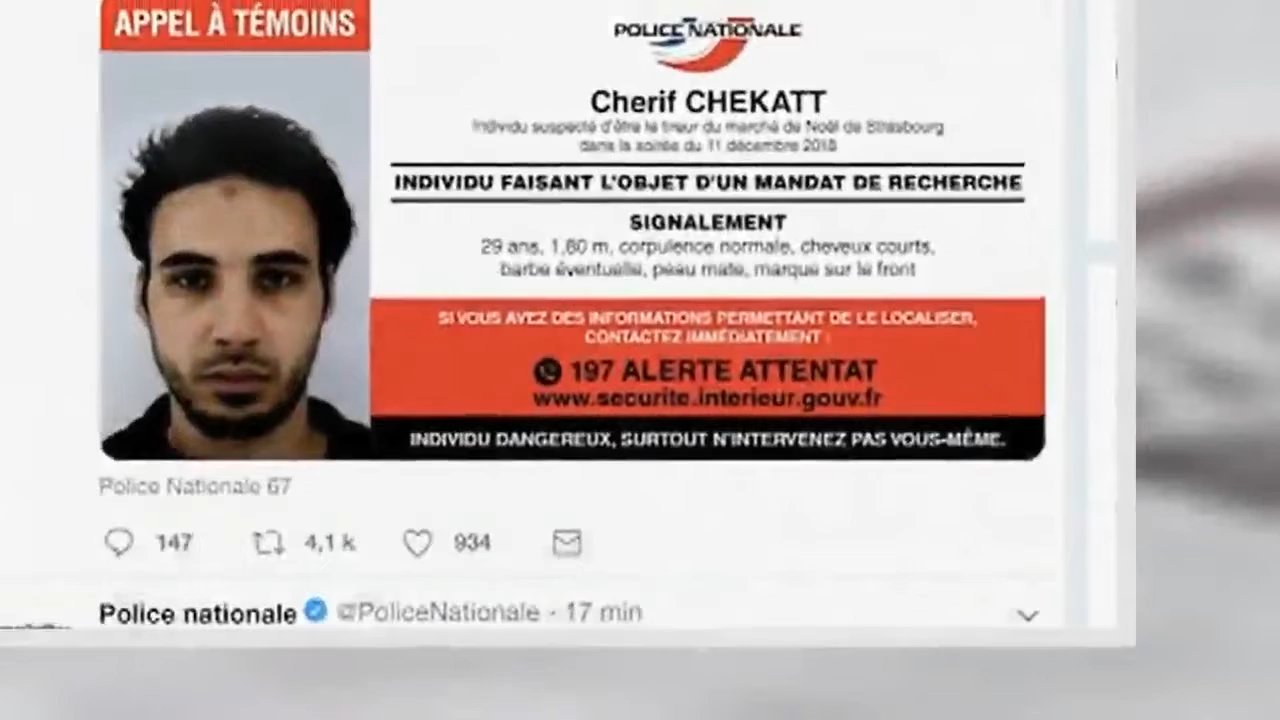 APPEL À TÉMOINS
POLICE NATIONALE
Cherif CHEKATT
Individu suspecté d'être le tireur du marché de Noël de Strasbourg
dans la soirée du 11 décembre 2018
INDIVIDU FAISANT L'OBJET D'UN MANDAT DE RECHERCHE
SIGNALEMENT
29 ans, 1,80 m, corpulence normale, cheveux courts,
barbe éventuelle, peau mate, marque sur le front
SI VOUS AVEZ DES INFORMATIONS PERMETTANT DE LE LOCALISER,
CONTACTEZ IMMÉDIATEMENT :
197 ALERTE ATTENTAT
www.securite.interieur.gouv.fr
INDIVIDU DANGEREUX, SURTOUT N'INTERVENEZ PAS VOUS-MÊME.
Police Nationale 67
147 4,1 k 934
Police nationale @PoliceNationale - 17 min